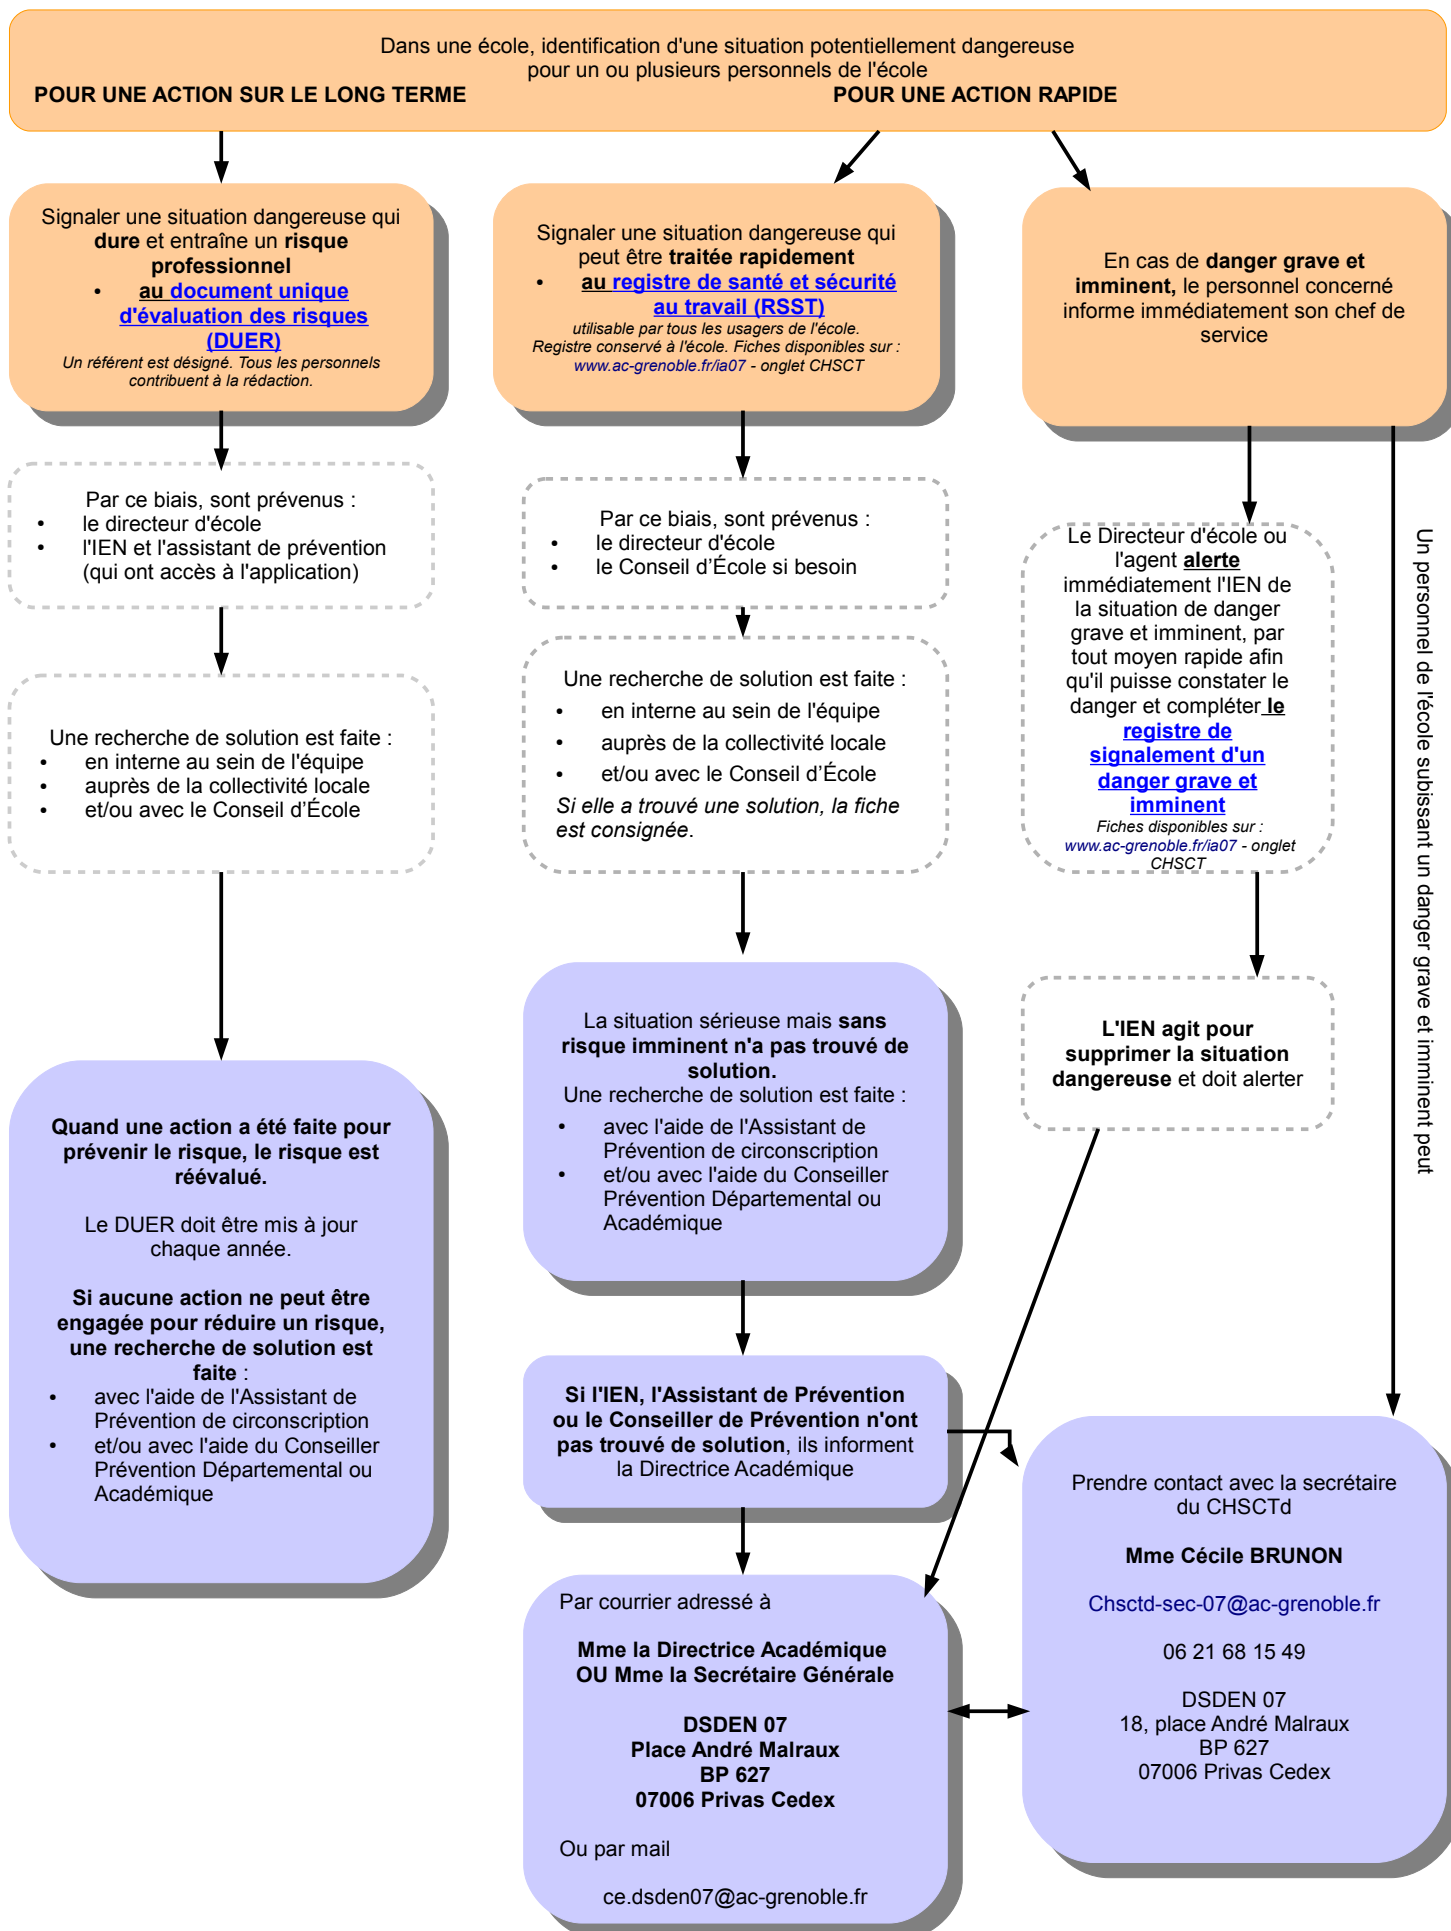 Dans une école, identification d'une situation potentiellement dangereuse
pour un ou plusieurs personnels de l'école
POUR UNE ACTION SUR LE LONG TERME
POUR UNE ACTION RAPIDE
Signaler une situation dangereuse qui
dure et entraîne un risque
professionnel
• au document unique
d'évaluation des risques
(DUER)
Un référent est désigné. Tous les personnels
contribuent à la rédaction.
Par ce biais, sont prévenus :
• le directeur d'école
• l'IEN et l'assistant de prévention
(qui ont accès à l'application)
Une recherche de solution est faite :
• en interne au sein de l'équipe
• auprès de la collectivité locale
• et/ou avec le Conseil d'École
Quand une action a été faite pour
prévenir le risque, le risque est
réévalué.
Le DUER doit être mis à jour
chaque année.
Si aucune action ne peut être
engagée pour réduire un risque,
une recherche de solution est
faite :
• avec l'aide de l'Assistant de
Prévention de circonscription
• et/ou avec l'aide du Conseiller
Prévention Départemental ou
Académique
Signaler une situation dangereuse qui
peut être traitée rapidement
• au registre de santé et sécurité
au travail (RSST)
utilisable par tous les usagers de l'école.
Registre conservé à l'école. Fiches disponibles sur :
www.ac-grenoble.fr/ia07 - onglet CHSCT
Par ce biais, sont prévenus :
• le directeur d'école
• le Conseil d'École si besoin
Une recherche de solution est faite :
• en interne au sein de l'équipe
• auprès de la collectivité locale
• et/ou avec le Conseil d'École
Si elle a trouvé une solution, la fiche
est consignée.
La situation sérieuse mais sans
risque imminent n'a pas trouvé de
solution.
Une recherche de solution est faite :
• avec l'aide de l'Assistant de
Prévention de circonscription
• et/ou avec l'aide du Conseiller
Prévention Départemental ou
Académique
Si l'IEN, l'Assistant de Prévention
ou le Conseiller de Prévention n'ont
pas trouvé de solution, ils informent
la Directrice Académique
Par courrier adressé à
Mme la Directrice Académique
OU Mme la Secrétaire Générale
DSDEN 07
Place André Malraux
BP 627
07006 Privas Cedex
Ou par mail
ce.dsden07@ac-grenoble.fr
En cas de danger grave et
imminent, le personnel concerné
informe immédiatement son chef de
service
Le Directeur d'école ou
l'agent alerte
immédiatement l'IEN de
la situation de danger
grave et imminent, par
tout moyen rapide afin
qu'il puisse constater le
danger et compléter le
registre de
signalement d'un
danger grave et
imminent
Fiches disponibles sur :
www.ac-grenoble.fr/ia07 - onglet
CHSCT
L'IEN agit pour
supprimer la situation
dangereuse et doit alerter
Un personnel de l'école subissant un danger grave et imminent peut
Prendre contact avec la secrétaire
du CHSCTd
Mme Cécile BRUNON
Chsctd-sec-07@ac-grenoble.fr
06 21 68 15 49
DSDEN 07
18, place André Malraux
BP 627
07006 Privas Cedex